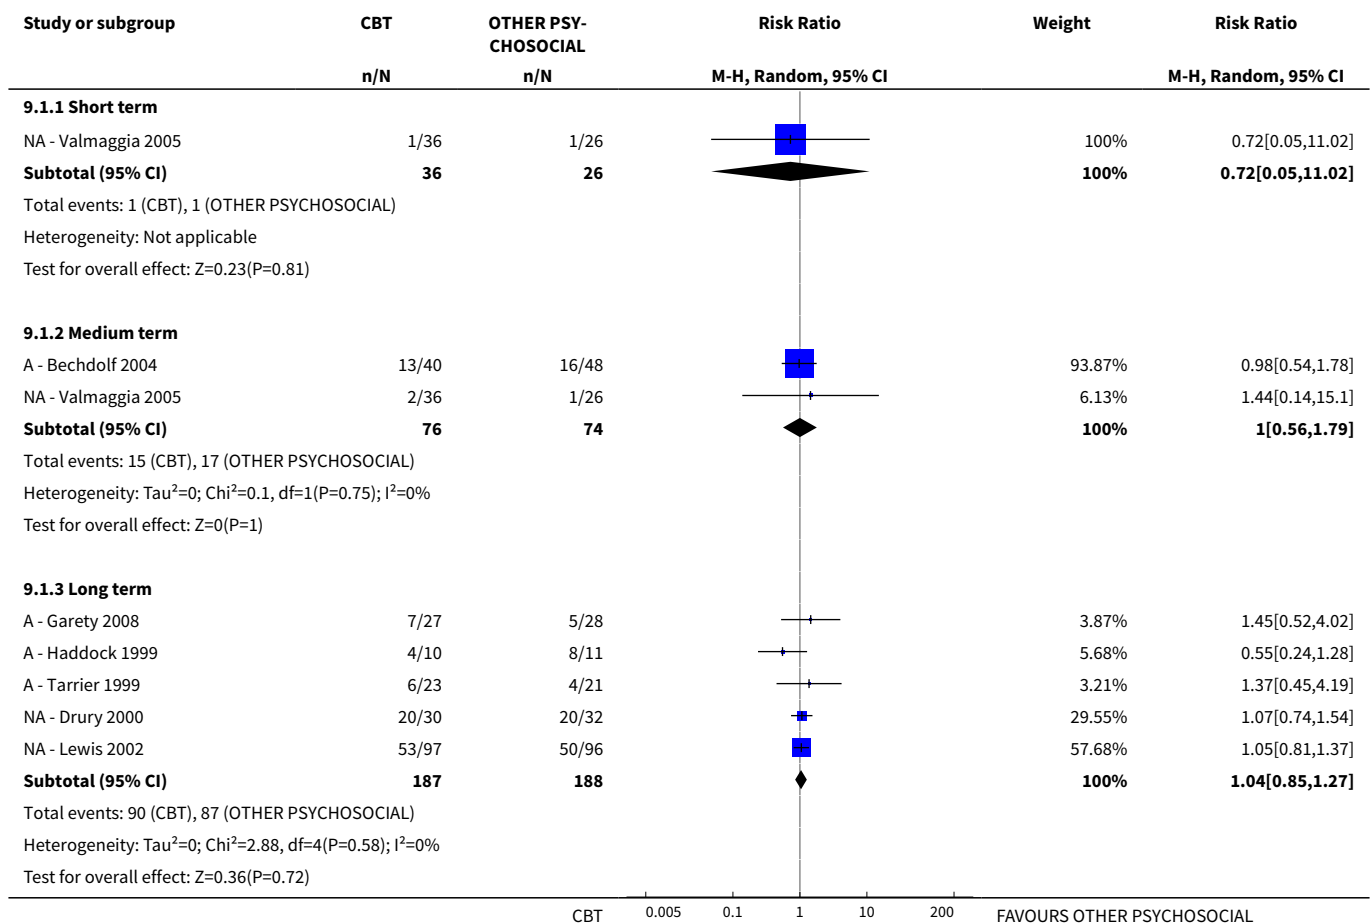 Study or subgroup CBT OTHER PSY- Risk Ratio Weight Risk Ratio
CHOSOCIAL
n/N n/N M-H, Random, 95% CI M-H, Random, 95% CI
9.1.1 Short term
NA - Valmaggia 2005 1/36 1/26 100% 0.72[0.05,11.02]
Subtotal (95% CI) 36 26 100% 0.72[0.05,11.02]
Total events: 1 (CBT), 1 (OTHER PSYCHOSOCIAL)
Heterogeneity: Not applicable
Test for overall effect: Z=0.23(P=0.81)
9.1.2 Medium term
A - Bechdolf 2004 13/40 16/48 93.87% 0.98[0.54,1.78]
NA - Valmaggia 2005 2/36 1/26 6.13% 1.44[0.14,15.1]
Subtotal (95% CI) 76 74 100% 1[0.56,1.79]
Total events: 15 (CBT), 17 (OTHER PSYCHOSOCIAL)
Heterogeneity: Tau²=0; Chi²=0.1, df=1(P=0.75); I²=0%
Test for overall effect: Z=0(P=1)
9.1.3 Long term
A - Garety 2008 7/27 5/28 3.87% 1.45[0.52,4.02]
A - Haddock 1999 4/10 8/11 5.68% 0.55[0.24,1.28]
A - Tarrier 1999 6/23 4/21 3.21% 1.37[0.45,4.19]
NA - Drury 2000 20/30 20/32 29.55% 1.07[0.74,1.54]
NA - Lewis 2002 53/97 50/96 57.68% 1.05[0.81,1.37]
Subtotal (95% CI) 187 188 100% 1.04[0.85,1.27]
Total events: 90 (CBT), 87 (OTHER PSYCHOSOCIAL)
Heterogeneity: Tau²=0; Chi²=2.88, df=4(P=0.58); I²=0%
Test for overall effect: Z=0.36(P=0.72)
CBT 0.005 0.1 1 10 200 FAVOURS OTHER PSYCHOSOCIAL